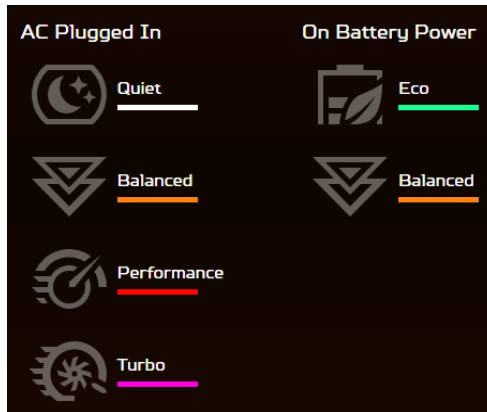 AC Plugged In
On Battery Power
Quiet
Eco
Balanced
Balanced
Performance
Turbo